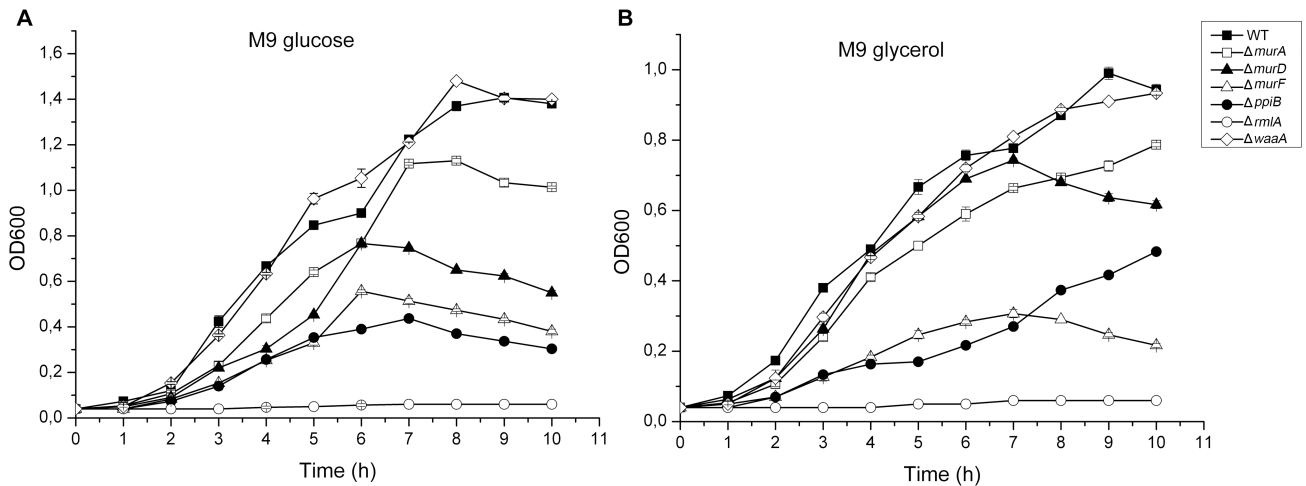 A
M9 glucose
OD600
1,6
1,4
1,2
1,0
0,8
0,6
0,4
0,2
0,0
0 1 2 3 4 5 6 7 8 9 10 11
Time (h)
B
M9 glycerol
OD600
1,0
0,8
0,6
0,4
0,2
0,0
0 1 2 3 4 5 6 7 8 9 10 11
Time (h)
WT
ΔmurA
ΔmurD
ΔmurF
ΔppiB
ΔrmlA
ΔwaaA